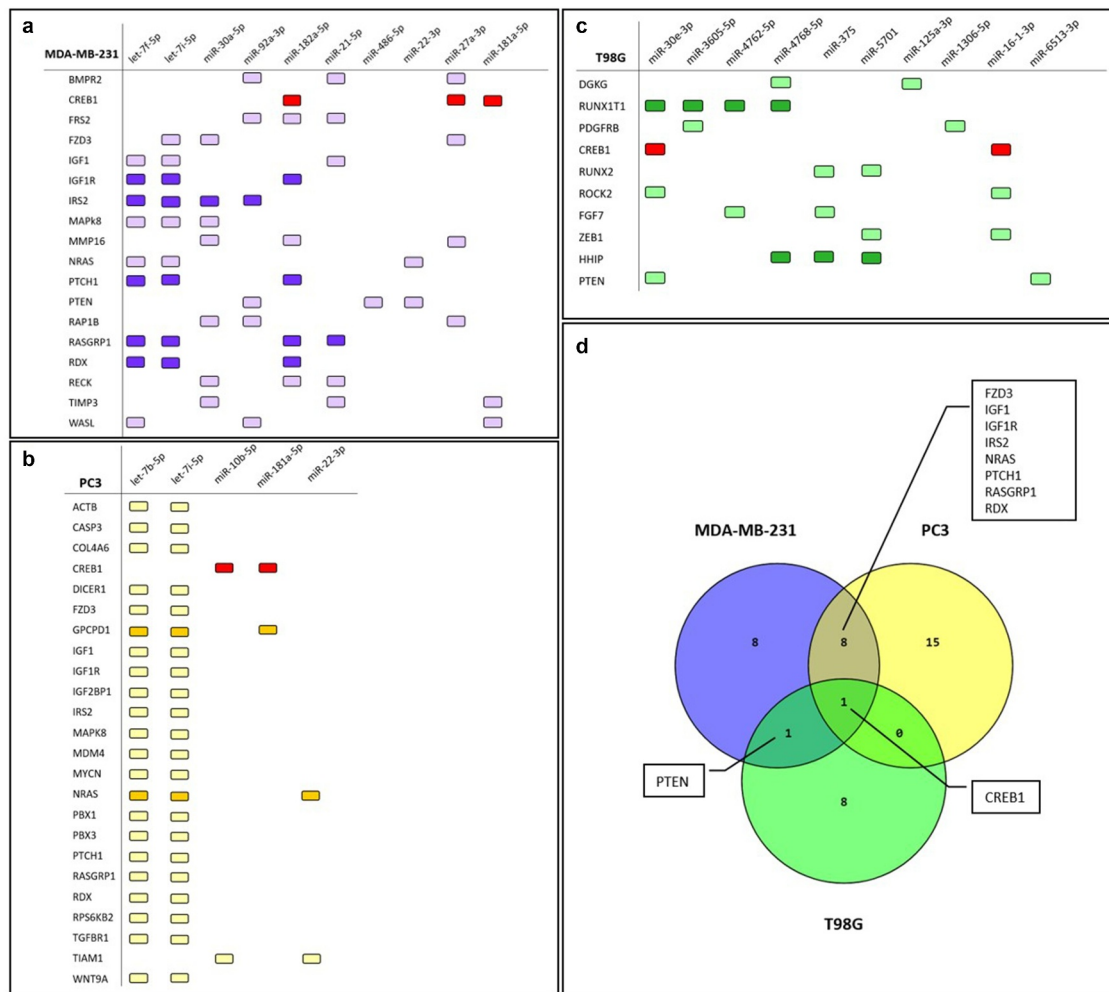 a
MDA-MB-231
let-7f-5p
let-7i-5p
miR-30a-5p
miR-92a-3p
miR-182a-5p
miR-21-5p
miR-486-5p
miR-22-3p
miR-27a-3p
miR-181a-5p
BMPR2
CREB1
FRS2
FZD3
IGF1
IGF1R
IRS2
MAPk8
MMP16
NRAS
PTCH1
PTEN
RAP1B
RASGRP1
RDX
RECK
TIMP3
WASL
b
PC3
let-7b-5p
let-7i-5p
miR-10b-5p
miR-181a-5p
miR-22-3p
ACTB
CASP3
COL4A6
CREB1
DICER1
FZD3
GPCPD1
IGF1
IGF1R
IGF2BP1
IRS2
MAPK8
MDM4
MYCN
NRAS
PBX1
PBX3
PTCH1
RASGRP1
RDX
RPS6KB2
TGFBR1
TIAM1
WNT9A
c
T98G
miR-30e-3p
miR-3605-5p
miR-4762-5p
miR-4768-5p
miR-375
miR-5701
miR-125a-3p
miR-1306-5p
miR-16-1-3p
miR-6513-3p
DGKG
RUNX1T1
PDGFRB
CREB1
RUNX2
ROCK2
FGF7
ZEB1
HHIP
PTEN
d
FZD3
IGF1
IGF1R
IRS2
NRAS
PTCH1
RASGRP1
RDX
MDA-MB-231
PC3
8
8
15
1
1
0
PTEN
CREB1
8
T98G